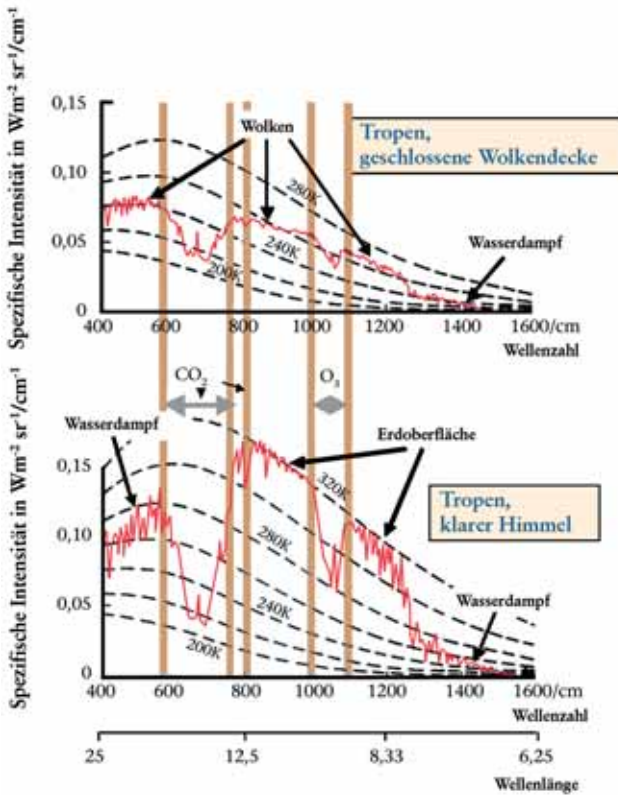 Spezifische Intensität in Wm⁻² sr⁻¹/cm⁻¹
0,15
0,10
0,05
0
Wolken
Tropen,
geschlossene Wolkendecke
280K
240K
200K
Wasserdampf
400 600 800 1000 1200 1400 1600/cm
Wellenzahl
CO₂
O₃
Spezifische Intensität in Wm⁻² sr⁻¹/cm⁻¹
0,15
0,10
0,05
0
Wasserdampf
Erdoberfläche
320K
Tropen,
klarer Himmel
280K
240K
200K
Wasserdampf
400 600 800 1000 1200 1400 1600/cm
Wellenzahl
25 12,5 8,33 6,25
Wellenlänge